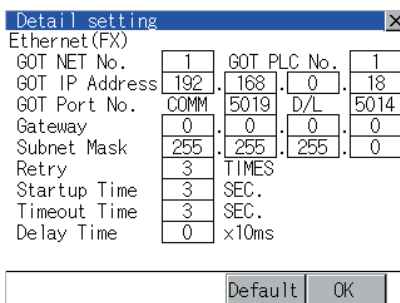 Detail setting ×
Ethernet(FX)
GOT NET No. 1 GOT PLC No. 1
GOT IP Address 192 . 168 . 0 . 18
GOT Port No. COMM 5019 D/L 5014
Gateway 0 . 0 . 0 . 0
Subnet Mask 255 . 255 . 255 . 0
Retry 3 TIMES
Startup Time 3 SEC.
Timeout Time 3 SEC.
Delay Time 0 ×10ms
Default OK